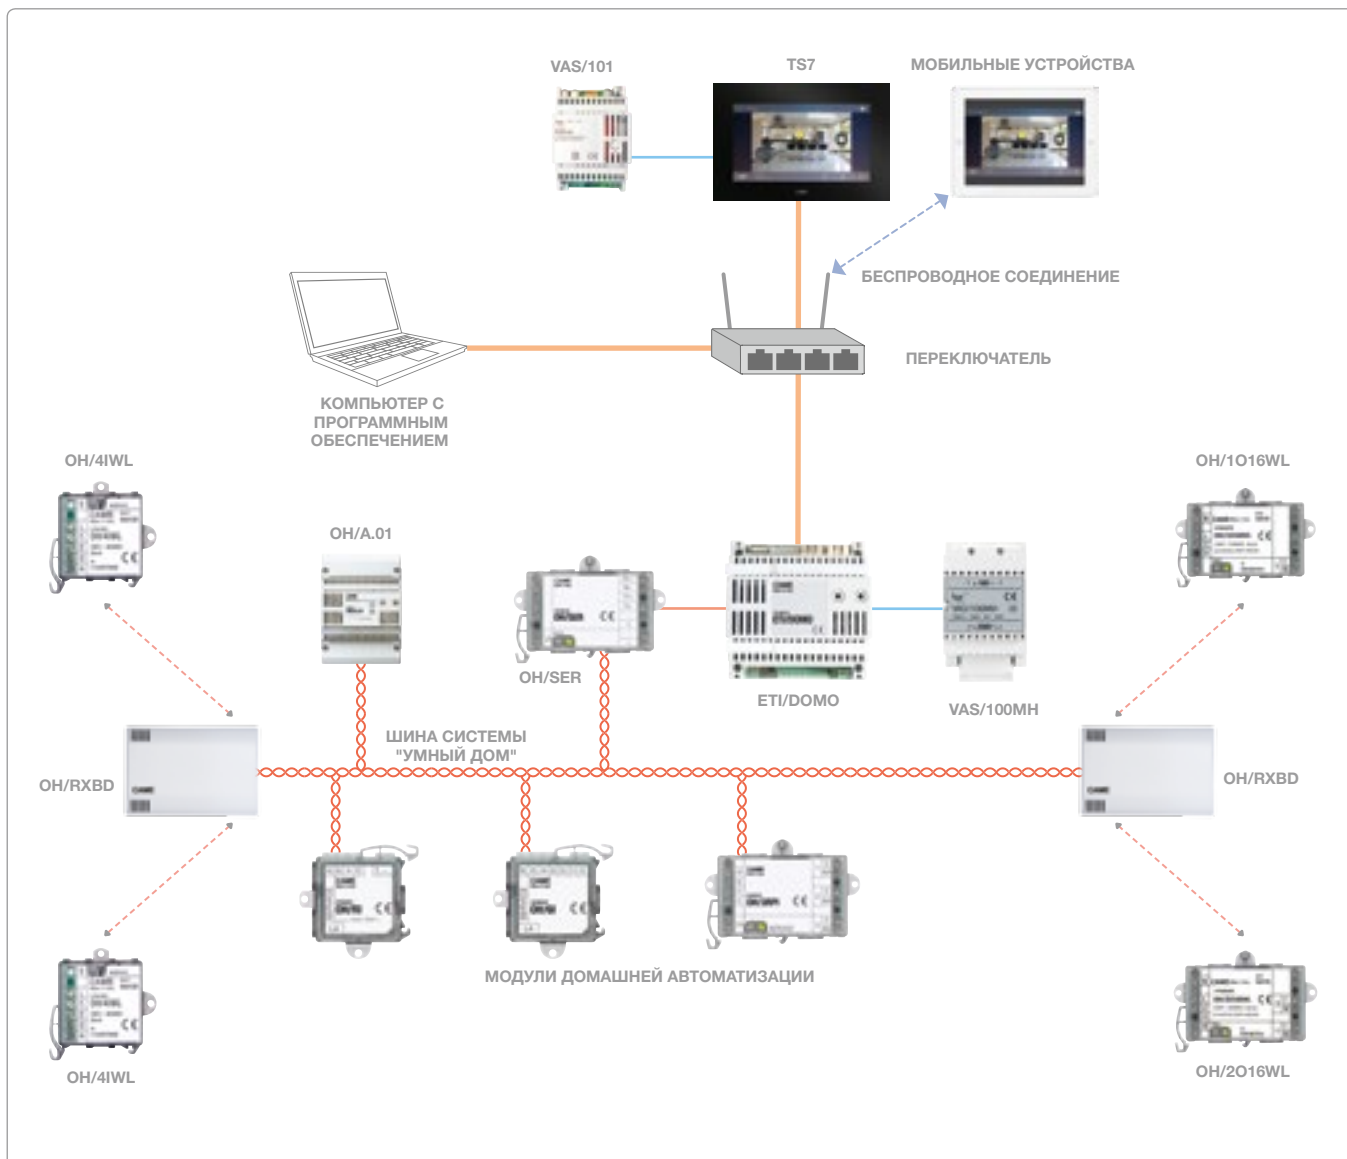 VAS/101
TS7
МОБИЛЬНЫЕ УСТРОЙСТВА
БЕСПРОВОДНОЕ СОЕДИНЕНИЕ
ПЕРЕКЛЮЧАТЕЛЬ
КОМПЬЮТЕР С
ПРОГРАММНЫМ
ОБЕСПЕЧЕНИЕМ
OH/4IWL
OH/1O16WL
OH/A.01
OH/SER
ETI/DOMO
VAS/100MH
ШИНА СИСТЕМЫ
"УМНЫЙ ДОМ"
OH/RXBD
CAME
OH/RXBD
CAME
МОДУЛИ ДОМАШНЕЙ АВТОМАТИЗАЦИИ
OH/4IWL
OH/2O16WL